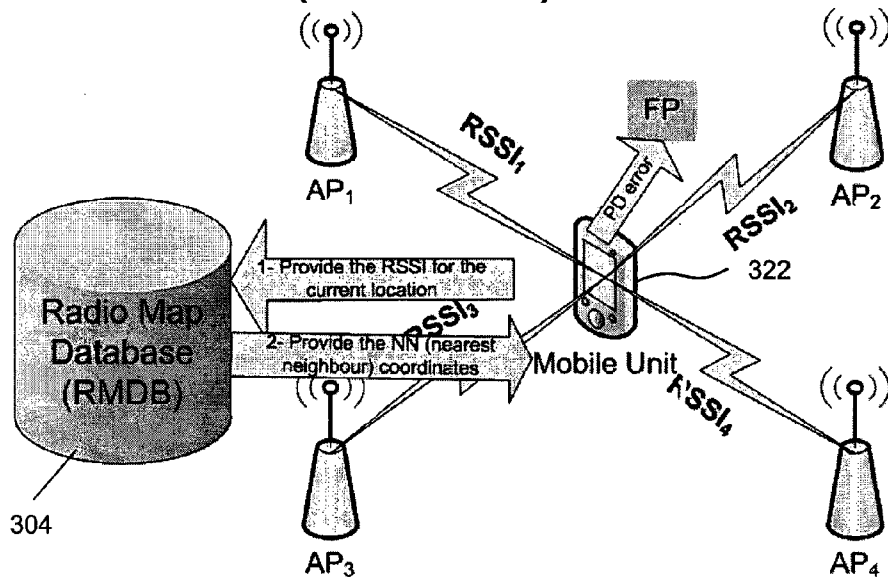 FP
RSSI₁
PD error
AP₁
AP₂
RSSI₂
1- Provide the RSSI for the
current location
322
Radio Map
Database
(RMDB)
RSSI₃
2- Provide the NN (nearest
neighbour) coordinates
Mobile Unit
RSSI₄
304
AP₃
AP₄